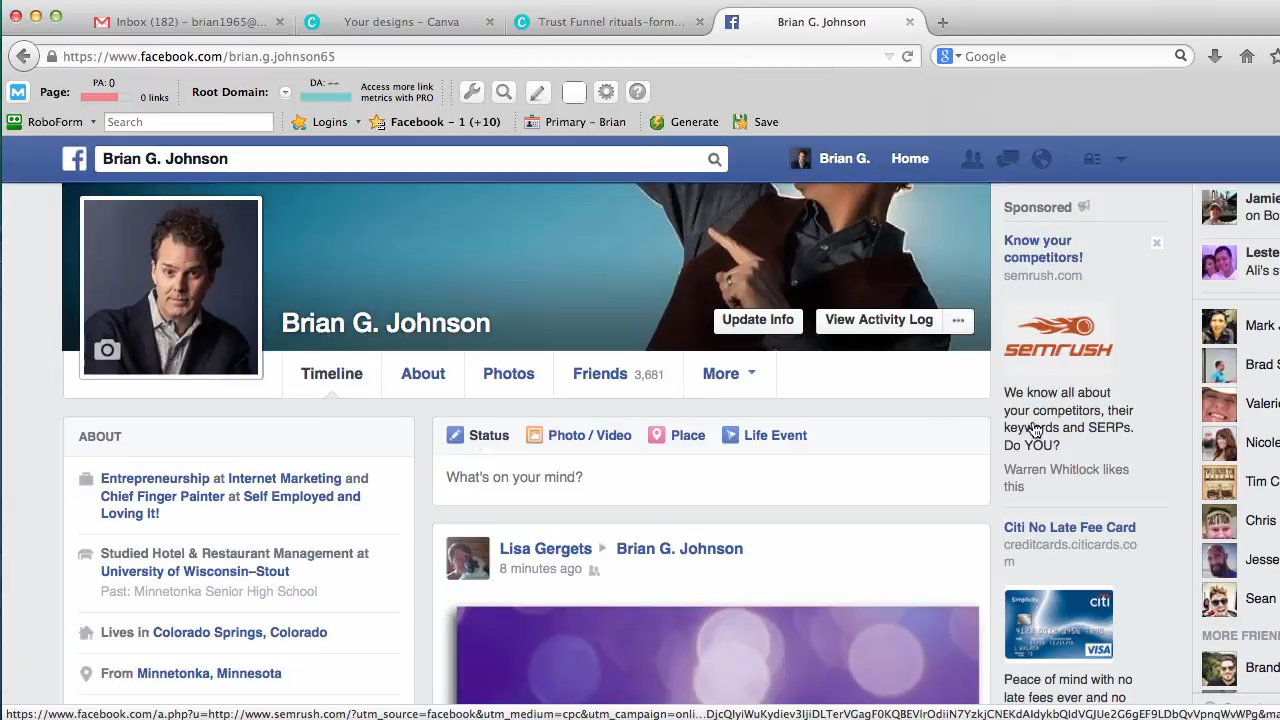 Inbox (182) - brian1965@...
Your designs - Canva
Trust Funnel rituals-form...
Brian G. Johnson
https://www.facebook.com/brian.g.johnson65
Google
Page:
PA: 0
0 links
Root Domain:
DA: --
Access more link
metrics with PRO
RoboForm
Search
Logins
Facebook - 1 (+10)
Primary - Brian
Generate
Save
Brian G. Johnson
Brian G.
Home
Brian G. Johnson
Update Info
View Activity Log
Timeline
About
Photos
Friends 3,681
More
ABOUT
Entrepreneurship at Internet Marketing and
Chief Finger Painter at Self Employed and
Loving It!
Studied Hotel & Restaurant Management at
University of Wisconsin–Stout
Past: Minnetonka Senior High School
Lives in Colorado Springs, Colorado
From Minnetonka, Minnesota
Status
Photo / Video
Place
Life Event
What's on your mind?
Lisa Gergets
Brian G. Johnson
8 minutes ago
Sponsored
Know your
competitors!
semrush.com
SEMRUSH
We know all about
your competitors, their
keywords and SERPs.
Do YOU?
Warren Whitlock likes
this
Citi No Late Fee Card
creditcards.citicards.co
m
Simplicity
citi
VISA
Peace of mind with no
late fees ever and no
Jamie
on Bo
Lester
Ali's s
Mark
Brad S
Valerie
Nicole
Tim C
Chris
Jesse
Sean
MORE FRIEN
Brand